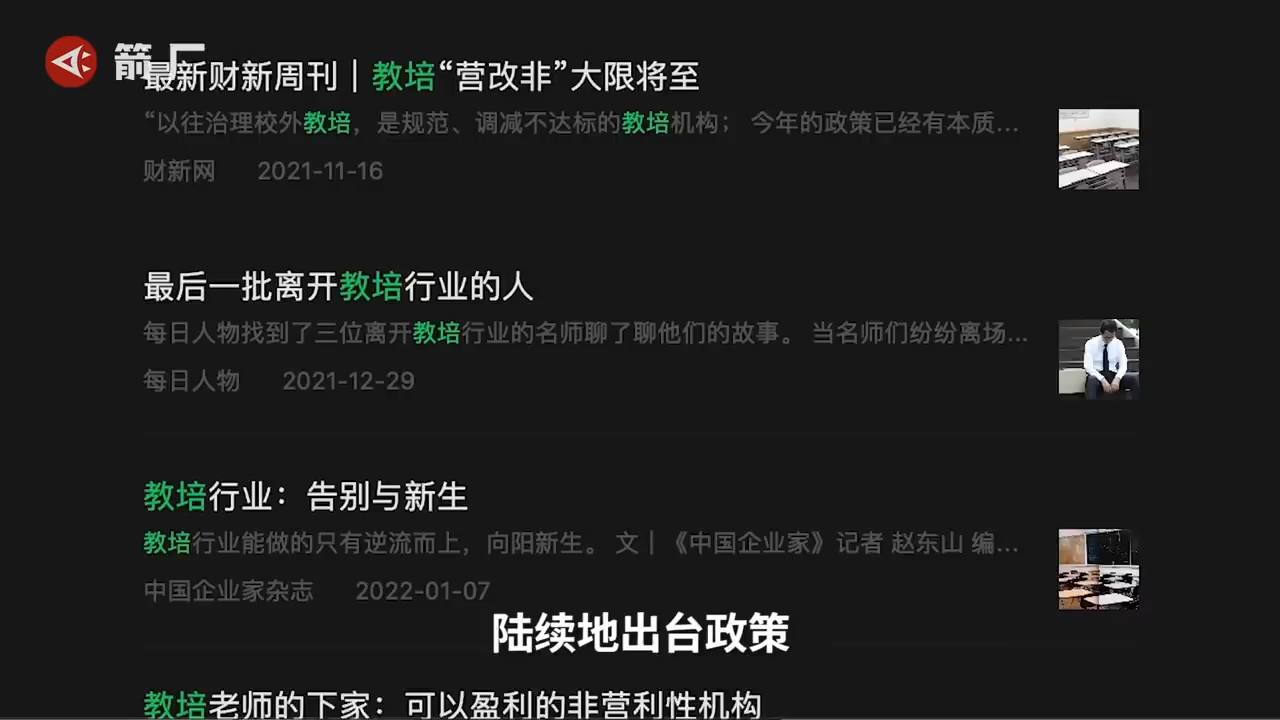 箭厂
最新财新周刊｜教培“营改非”大限将至
“以往治理校外教培，是规范、调减不达标的教培机构； 今年的政策已经有本质...
财新网 2021-11-16
最后一批离开教培行业的人
每日人物找到了三位离开教培行业的名师聊了聊他们的故事。 当名师们纷纷离场...
每日人物 2021-12-29
教培行业：告别与新生
教培行业能做的只有逆流而上，向阳新生。 文｜《中国企业家》记者 赵东山 编...
中国企业家杂志 2022-01-07
陆续地出台政策
教培老师的下家：可以盈利的非营利性机构